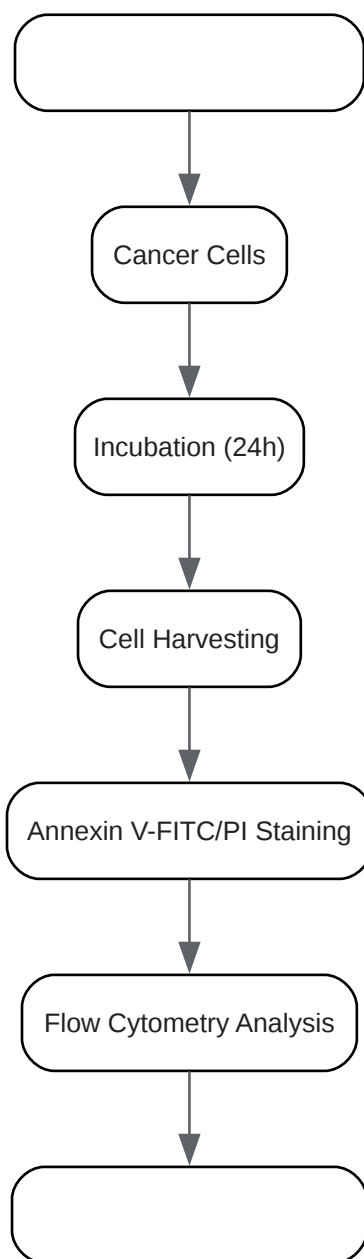 Cancer Cells
Incubation (24h)
Cell Harvesting
Annexin V-FITC/PI Staining
Flow Cytometry Analysis